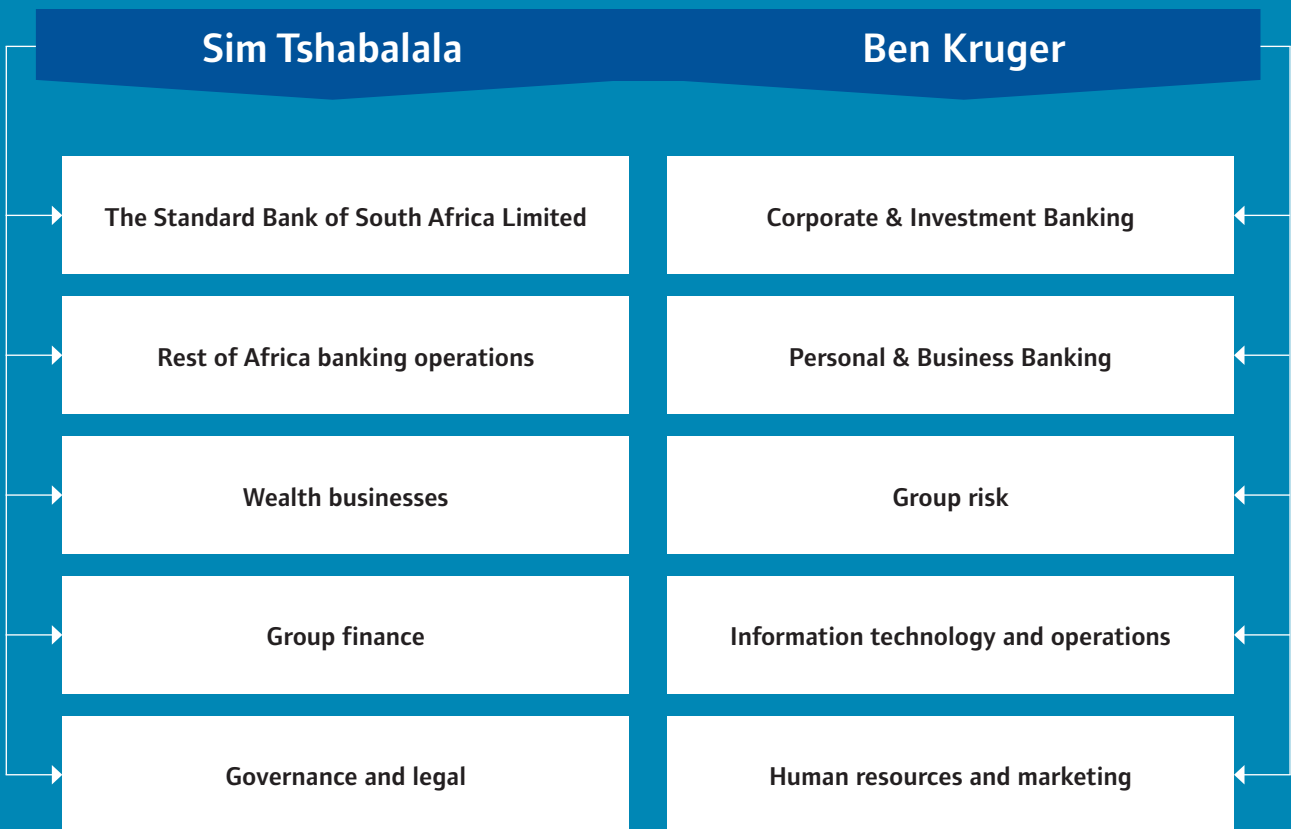 Sim Tshabalala
Ben Kruger
The Standard Bank of South Africa Limited
Corporate & Investment Banking
Rest of Africa banking operations
Personal & Business Banking
Wealth businesses
Group risk
Group finance
Information technology and operations
Governance and legal
Human resources and marketing